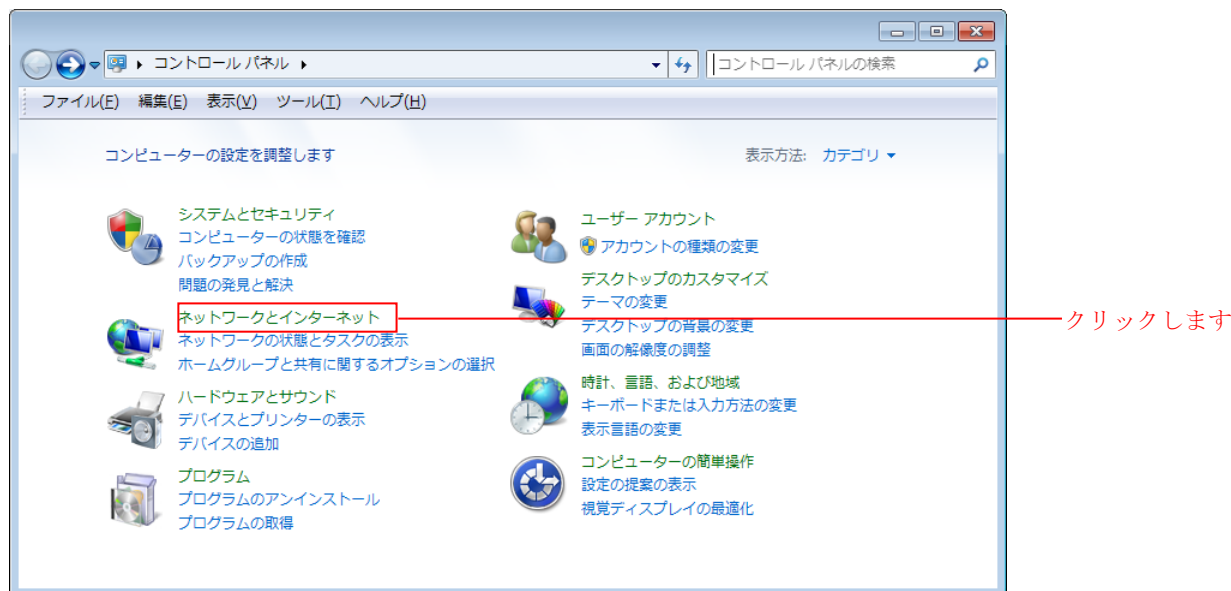 コントロール パネル
コントロール パネルの検索
ファイル(F) 編集(E) 表示(V) ツール(T) ヘルプ(H)
コンピューターの設定を調整します
表示方法: カテゴリ
システムとセキュリティ
コンピューターの状態を確認
バックアップの作成
問題の発見と解決
ネットワークとインターネット
ネットワークの状態とタスクの表示
ホームグループと共有に関するオプションの選択
ハードウェアとサウンド
デバイスとプリンターの表示
デバイスの追加
プログラム
プログラムのアンインストール
プログラムの取得
ユーザー アカウント
アカウントの種類の変更
デスクトップのカスタマイズ
テーマの変更
デスクトップの背景の変更
画面の解像度の調整
時計、言語、および地域
キーボードまたは入力方法の変更
表示言語の変更
コンピューターの簡単操作
設定の提案の表示
視覚ディスプレイの最適化
クリックします